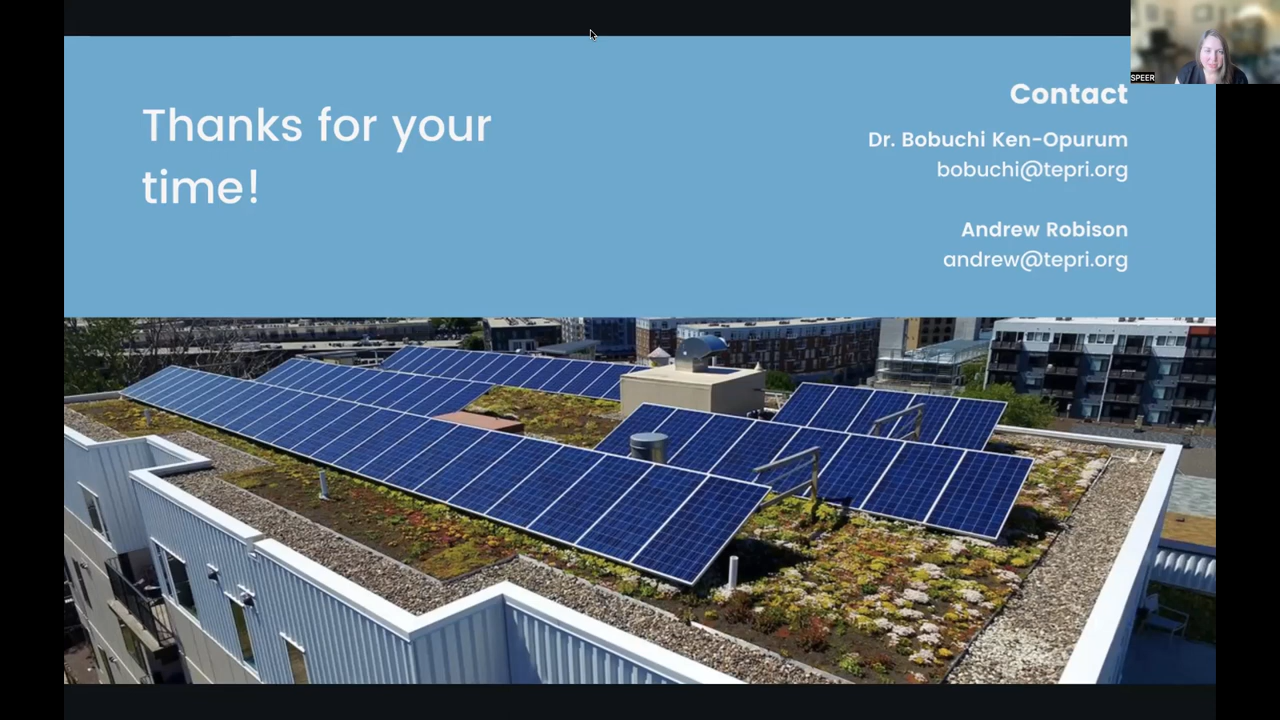 Thanks for your
time!
Contact
Dr. Bobuchi Ken-Opurum
bobuchi@tepri.org
Andrew Robison
andrew@tepri.org
SPEER